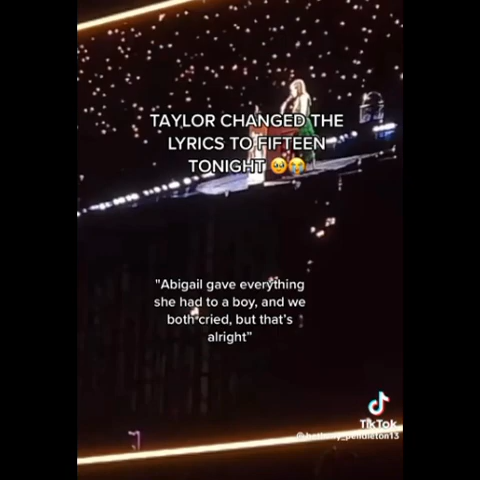 TAYLOR CHANGED THE
LYRICS TO FIFTEEN
TONIGHT 🥹😭
"Abigail gave everything
she had to a boy, and we
both cried, but that's
alright"
TikTok
@bethany_pendleton13